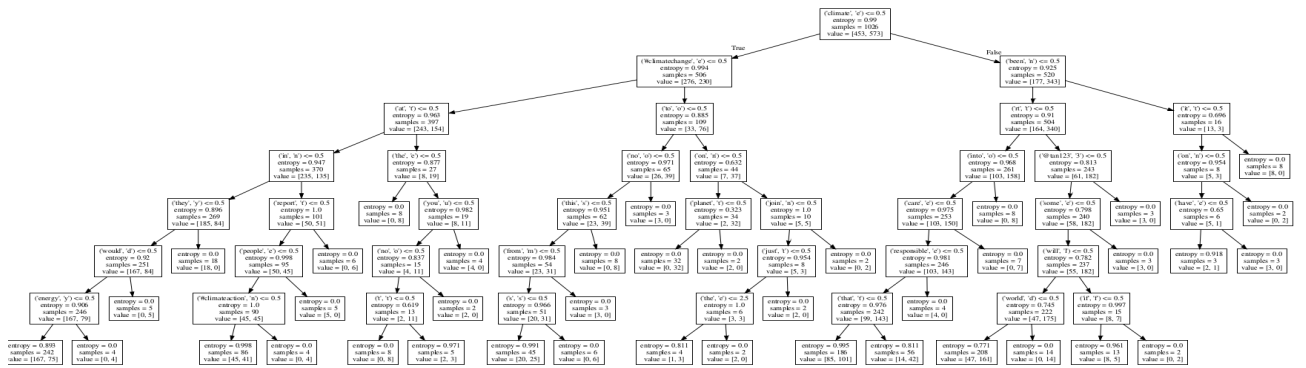 ('climate', 'e') <= 0.5
entropy = 0.99
samples = 1026
value = [453, 573]
True
False
('#climatechange', 'e') <= 0.5
entropy = 0.994
samples = 506
value = [276, 230]
('been', 'n') <= 0.5
entropy = 0.925
samples = 520
value = [177, 343]
('at', 't') <= 0.5
entropy = 0.963
samples = 397
value = [243, 154]
('to', 'o') <= 0.5
entropy = 0.885
samples = 109
value = [33, 76]
('rt', 't') <= 0.5
entropy = 0.91
samples = 504
value = [164, 340]
('it', 't') <= 0.5
entropy = 0.696
samples = 16
value = [13, 3]
('in', 'n') <= 0.5
entropy = 0.947
samples = 370
value = [235, 135]
('the', 'e') <= 0.5
entropy = 0.877
samples = 27
value = [8, 19]
('no', 'o') <= 0.5
entropy = 0.971
samples = 65
value = [26, 39]
('on', 'n') <= 0.5
entropy = 0.632
samples = 44
value = [7, 37]
('into', 'o') <= 0.5
entropy = 0.968
samples = 261
value = [103, 158]
('@tan123', '3') <= 0.5
entropy = 0.813
samples = 243
value = [61, 182]
('on', 'n') <= 0.5
entropy = 0.954
samples = 8
value = [5, 3]
entropy = 0.0
samples = 8
value = [8, 0]
('they', 'y') <= 0.5
entropy = 0.896
samples = 269
value = [185, 84]
('report', 't') <= 0.5
entropy = 1.0
samples = 101
value = [50, 51]
entropy = 0.0
samples = 8
value = [0, 8]
('you', 'u') <= 0.5
entropy = 0.982
samples = 19
value = [8, 11]
('this', 's') <= 0.5
entropy = 0.951
samples = 62
value = [23, 39]
entropy = 0.0
samples = 3
value = [3, 0]
('planet', 't') <= 0.5
entropy = 0.323
samples = 34
value = [2, 32]
('join', 'n') <= 0.5
entropy = 1.0
samples = 10
value = [5, 5]
('care', 'e') <= 0.5
entropy = 0.975
samples = 253
value = [103, 150]
entropy = 0.0
samples = 8
value = [0, 8]
('some', 'e') <= 0.5
entropy = 0.798
samples = 240
value = [58, 182]
entropy = 0.0
samples = 3
value = [3, 0]
('have', 'e') <= 0.5
entropy = 0.65
samples = 6
value = [5, 1]
entropy = 0.0
samples = 2
value = [0, 2]
('would', 'd') <= 0.5
entropy = 0.92
samples = 251
value = [167, 84]
entropy = 0.0
samples = 18
value = [18, 0]
('people', 'e') <= 0.5
entropy = 0.998
samples = 95
value = [50, 45]
entropy = 0.0
samples = 6
value = [0, 6]
('no', 'o') <= 0.5
entropy = 0.837
samples = 15
value = [4, 11]
entropy = 0.0
samples = 4
value = [4, 0]
('from', 'm') <= 0.5
entropy = 0.984
samples = 54
value = [23, 31]
entropy = 0.0
samples = 8
value = [0, 8]
entropy = 0.0
samples = 32
value = [0, 32]
entropy = 0.0
samples = 2
value = [2, 0]
('just', 't') <= 0.5
entropy = 0.954
samples = 8
value = [5, 3]
entropy = 0.0
samples = 2
value = [0, 2]
('responsible', 'e') <= 0.5
entropy = 0.981
samples = 246
value = [103, 143]
entropy = 0.0
samples = 7
value = [0, 7]
('will', 'l') <= 0.5
entropy = 0.782
samples = 237
value = [55, 182]
entropy = 0.0
samples = 3
value = [3, 0]
entropy = 0.918
samples = 3
value = [2, 1]
entropy = 0.0
samples = 3
value = [3, 0]
('energy', 'y') <= 0.5
entropy = 0.906
samples = 246
value = [167, 79]
entropy = 0.0
samples = 5
value = [0, 5]
('#climateaction', 'n') <= 0.5
entropy = 1.0
samples = 90
value = [45, 45]
entropy = 0.0
samples = 5
value = [5, 0]
('t', 't') <= 0.5
entropy = 0.619
samples = 13
value = [2, 11]
entropy = 0.0
samples = 2
value = [2, 0]
('s', 's') <= 0.5
entropy = 0.966
samples = 51
value = [20, 31]
entropy = 0.0
samples = 3
value = [3, 0]
('the', 'e') <= 2.5
entropy = 1.0
samples = 6
value = [3, 3]
entropy = 0.0
samples = 2
value = [2, 0]
('that', 't') <= 0.5
entropy = 0.976
samples = 242
value = [99, 143]
entropy = 0.0
samples = 4
value = [4, 0]
('world', 'd') <= 0.5
entropy = 0.745
samples = 222
value = [47, 175]
('if', 'f') <= 0.5
entropy = 0.997
samples = 15
value = [8, 7]
entropy = 0.893
samples = 242
value = [167, 75]
entropy = 0.0
samples = 4
value = [0, 4]
entropy = 0.998
samples = 86
value = [45, 41]
entropy = 0.0
samples = 4
value = [0, 4]
entropy = 0.0
samples = 8
value = [0, 8]
entropy = 0.971
samples = 5
value = [2, 3]
entropy = 0.991
samples = 45
value = [20, 25]
entropy = 0.0
samples = 6
value = [0, 6]
entropy = 0.811
samples = 4
value = [1, 3]
entropy = 0.0
samples = 2
value = [2, 0]
entropy = 0.995
samples = 186
value = [85, 101]
entropy = 0.811
samples = 56
value = [14, 42]
entropy = 0.771
samples = 208
value = [47, 161]
entropy = 0.0
samples = 14
value = [0, 14]
entropy = 0.961
samples = 13
value = [8, 5]
entropy = 0.0
samples = 2
value = [0, 2]